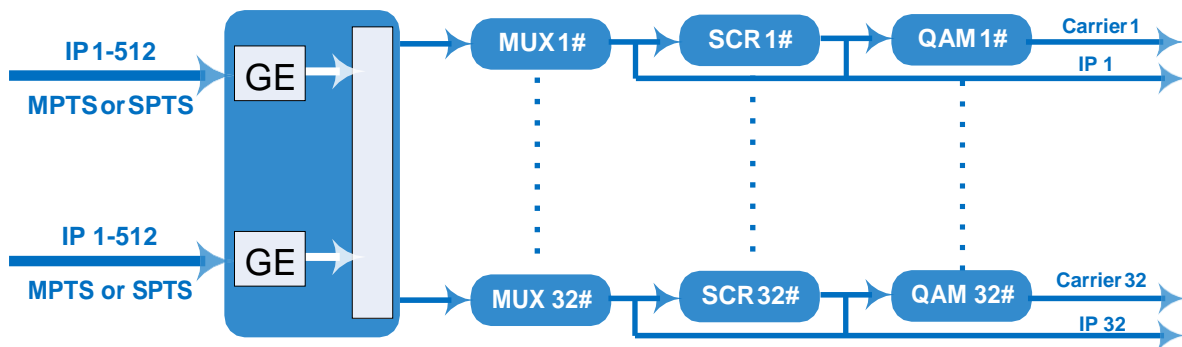 IP 1-512
MPTS or SPTS
GE
MUX 1#
SCR 1#
QAM 1#
Carrier 1
IP 1
IP 1-512
MPTS or SPTS
GE
MUX 32#
SCR 32#
QAM 32#
Carrier 32
IP 32